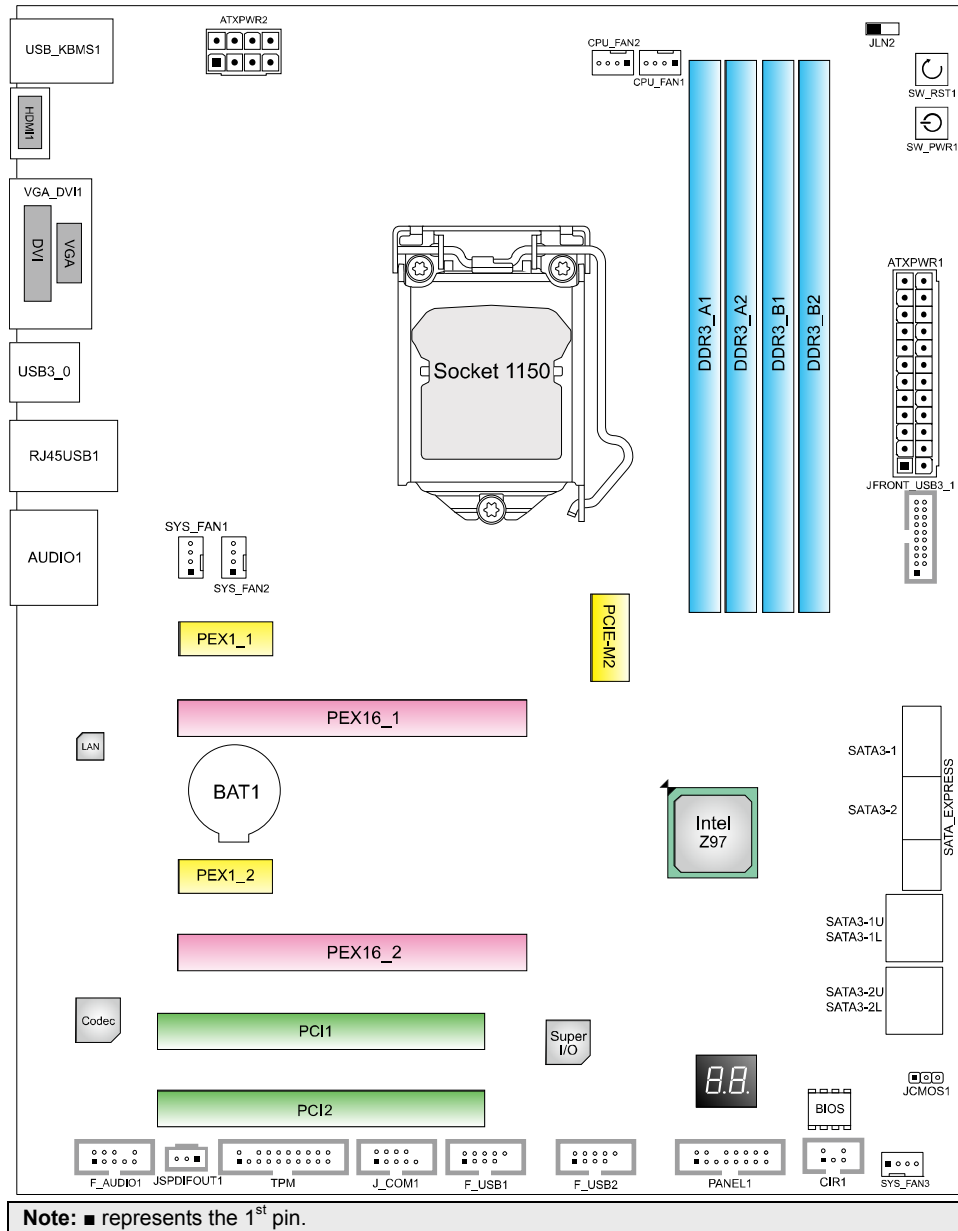 ATXPWR2
USB_KBMS1
CPU_FAN2
CPU_FAN1
JLN2
SW_RST1
HDMI1
SW_PWR1
VGA_DVI1
DVI
VGA
DDR3_A1
DDR3_A2
DDR3_B1
DDR3_B2
ATXPWR1
Socket 1150
USB3_0
RJ45USB1
JFRONT_USB3_1
AUDIO1
SYS_FAN1
SYS_FAN2
PEX1_1
PCIE-M2
PEX16_1
LAN
BAT1
SATA3-1
SATA3-2
SATA_EXPRESS
Intel
Z97
PEX1_2
SATA3-1U
SATA3-1L
PEX16_2
SATA3-2U
SATA3-2L
Codec
PCI1
Super
I/O
8.8.
JCMOS1
PCI2
BIOS
F_AUDIO1
JSPDIFOUT1
TPM
J_COM1
F_USB1
F_USB2
PANEL1
CIR1
SYS_FAN3
Note: ■ represents the 1st pin.